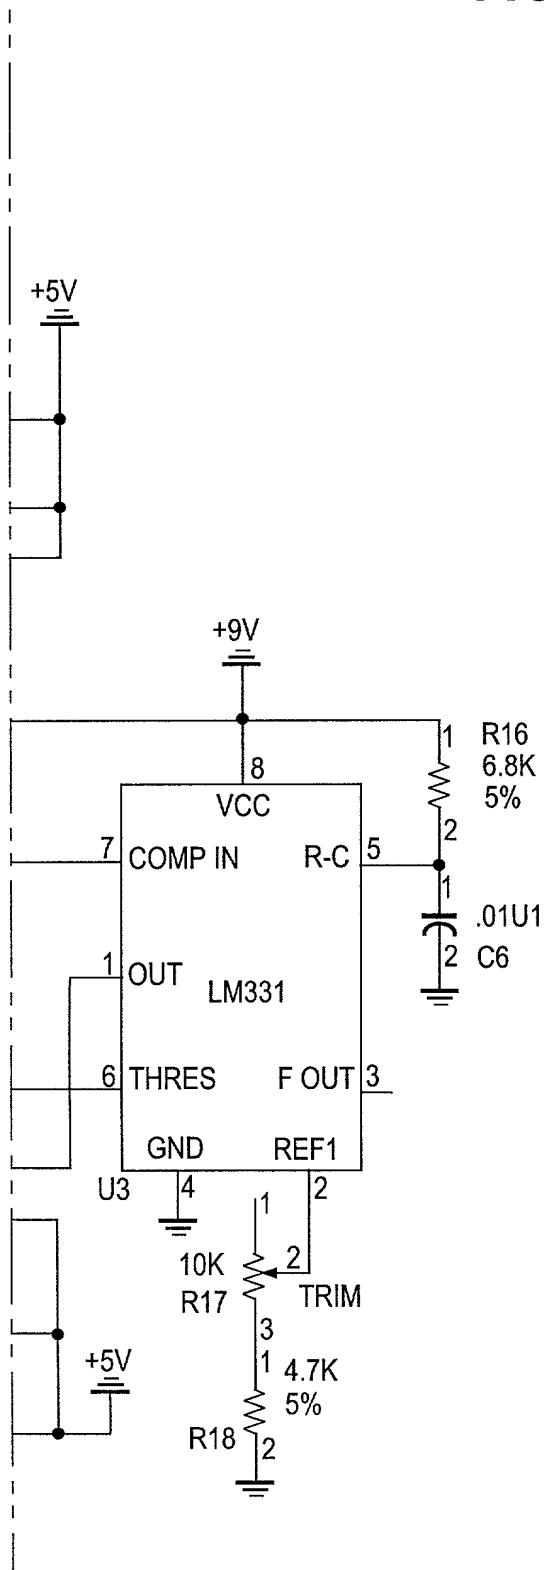 +5V
+9V
1
R16
6.8K
5%
2
8
VCC
7
COMP IN
R-C
5
1
.01U1
2
C6
1
OUT
LM331
6
THRES
F OUT
3
GND
REF1
U3
4
2
1
10K
2
R17
TRIM
3
+5V
1
4.7K
5%
R18
2